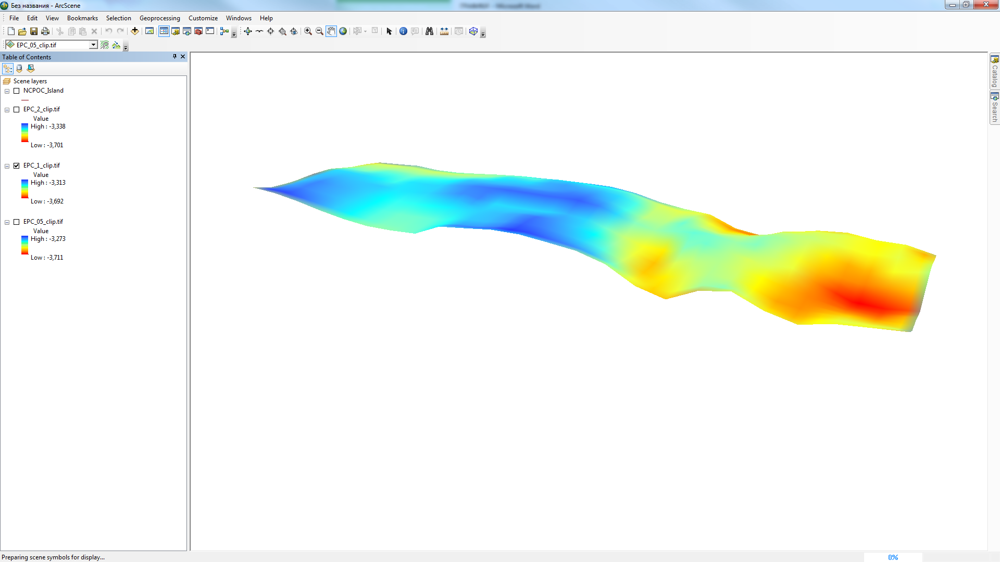 Без названия - ArcScene
File Edit View Bookmarks Selection Geoprocessing Customize Windows Help
EPC_05_clip.tif
Table of Contents
Scene layers
NCPOC_Island
EPC_2_clip.tif
Value
High : -3,338
Low : -3,701
EPC_1_clip.tif
Value
High : -3,313
Low : -3,692
EPC_05_clip.tif
Value
High : -3,273
Low : -3,711
Catalog
Search
Preparing scene symbols for display...
0%